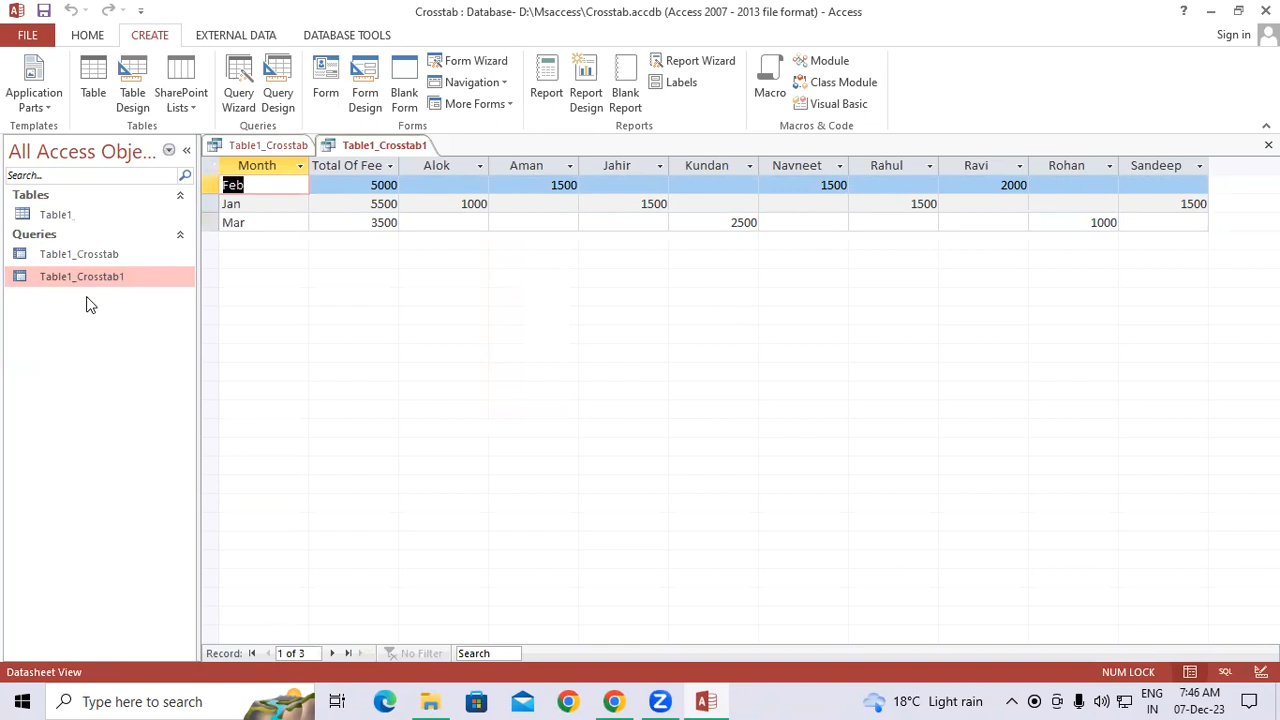 Crosstab : Database- D:\Msaccess\Crosstab.accdb (Access 2007 - 2013 file format) - Access
?
FILE HOME CREATE EXTERNAL DATA DATABASE TOOLS Sign in
Application Parts
Table
Table Design
SharePoint Lists
Query Wizard
Query Design
Form
Form Design
Blank Form
Form Wizard
Navigation
More Forms
Report
Report Design
Blank Report
Report Wizard
Labels
Macro
Module
Class Module
Visual Basic
Templates Tables Queries Forms Reports Macros & Code
All Access Obje...
Search...
Tables
Table1
Queries
Table1_Crosstab
Table1_Crosstab1
Table1_Crosstab Table1_Crosstab1
Month Total Of Fee Alok Aman Jahir Kundan Navneet Rahul Ravi Rohan Sandeep
Feb 5000 1500 1500 2000
Jan 5500 1000 1500 1500 1500
Mar 3500 2500 1000
Record: 1 of 3 No Filter Search
Datasheet View NUM LOCK SQL
Type here to search
18°C Light rain
ENG
IN
7:46 AM
07-Dec-23